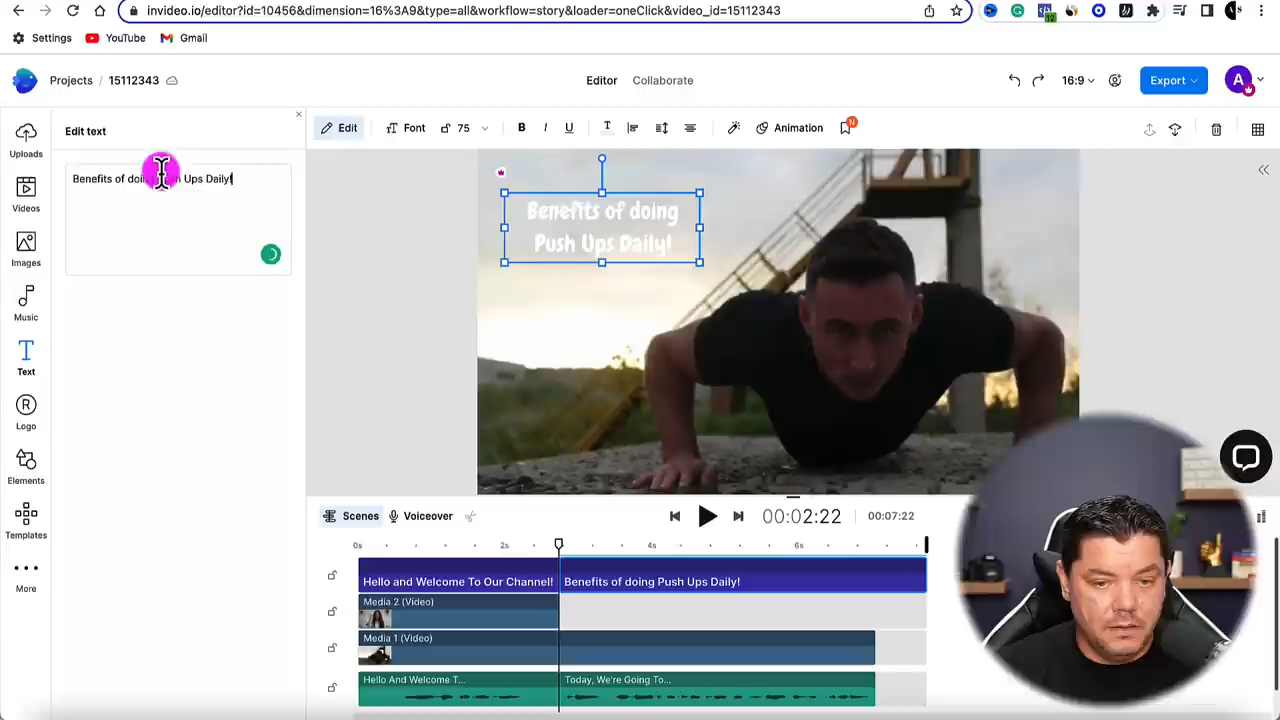 invideo.io/editor?id=10456&dimension=16%3A9&type=all&workflow=story&loader=oneClick&video_id=15112343
12
Settings
YouTube
Gmail
Projects / 15112343
Editor
Collaborate
16:9
Export
A
Uploads
Videos
Images
Music
Text
Logo
Elements
Templates
More
Edit text
Benefits of doing Push Ups Daily!
Edit
Font
75
B
I
U
T
Animation
N
Benefits of doing
Push Ups Daily!
Scenes
Voiceover
00:02:22
00:07:22
0s
2s
4s
6s
Hello and Welcome To Our Channel!
Benefits of doing Push Ups Daily!
Media 2 (Video)
Media 1 (Video)
Hello And Welcome T...
Today, We're Going To...